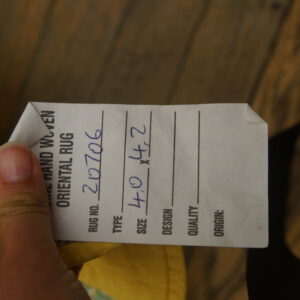 HAND WOVEN
ORIENTAL RUG
RUG NO. 20706
TYPE
SIZE 4.0 x 4.2
DESIGN
QUALITY
ORIGIN: